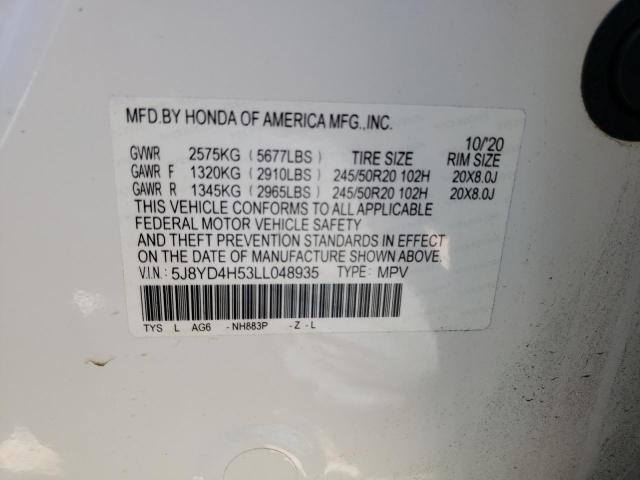 MFD.BY HONDA OF AMERICA MFG.,INC.
10/'20
GVWR 2575KG (5677LBS) TIRE SIZE RIM SIZE
GAWR F 1320KG (2910LBS) 245/50R20 102H 20X8.0J
GAWR R 1345KG (2965LBS) 245/50R20 102H 20X8.0J
THIS VEHICLE CONFORMS TO ALL APPLICABLE
FEDERAL MOTOR VEHICLE SAFETY
AND THEFT PREVENTION STANDARDS IN EFFECT
ON THE DATE OF MANUFACTURE SHOWN ABOVE.
V.I.N.: 5J8YD4H53LL048935 TYPE: MPV
TYS L AG6 -NH883P -Z-L